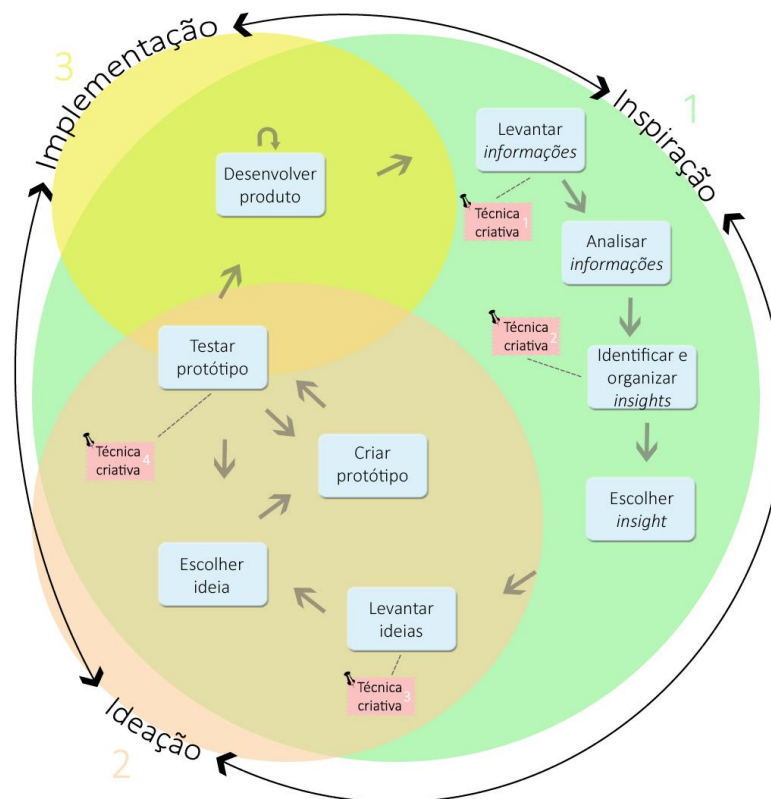 3
Implementação
1
Inspiração
Levantar
informações
Desenvolver
produto
Técnica
criativa 1
Analisar
informações
Técnica
criativa 2
Testar
protótipo
Identificar e
organizar
insights
Técnica
criativa 4
Criar
protótipo
Escolher
insight
Escolher
ideia
Levantar
ideias
Técnica
criativa 3
Ideação
2